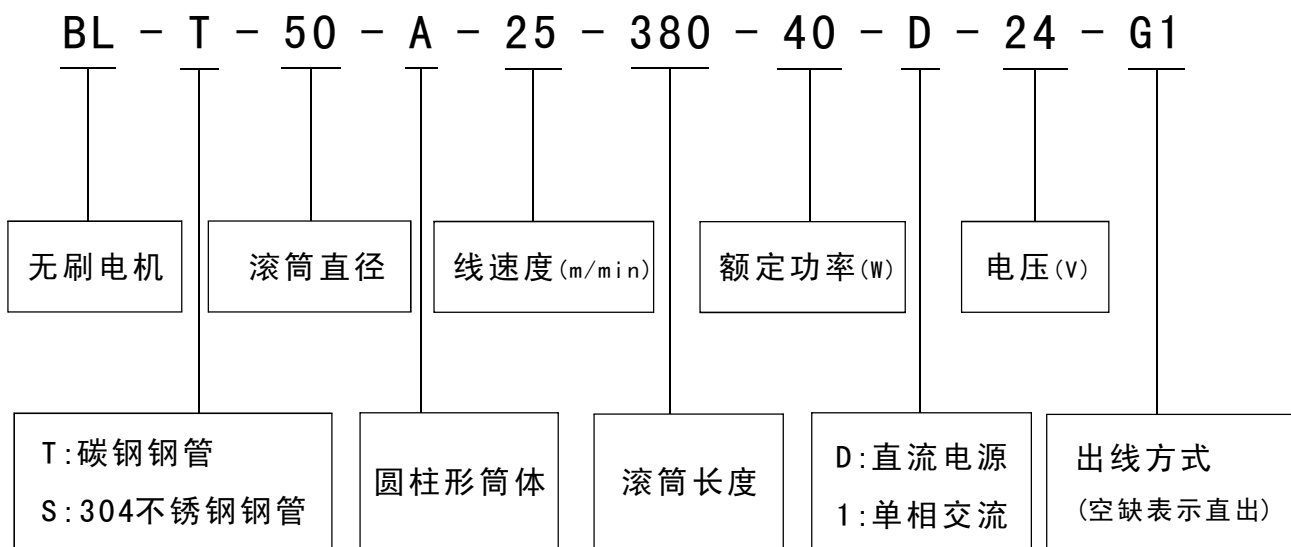 BL - T - 50 - A - 25 - 380 - 40 - D - 24 - G1
无刷电机
滚筒直径
线速度(m/min)
额定功率(W)
电压(V)
T:碳钢钢管
S:304不锈钢钢管
圆柱形筒体
滚筒长度
D:直流电源
1:单相交流
出线方式
(空缺表示直出)